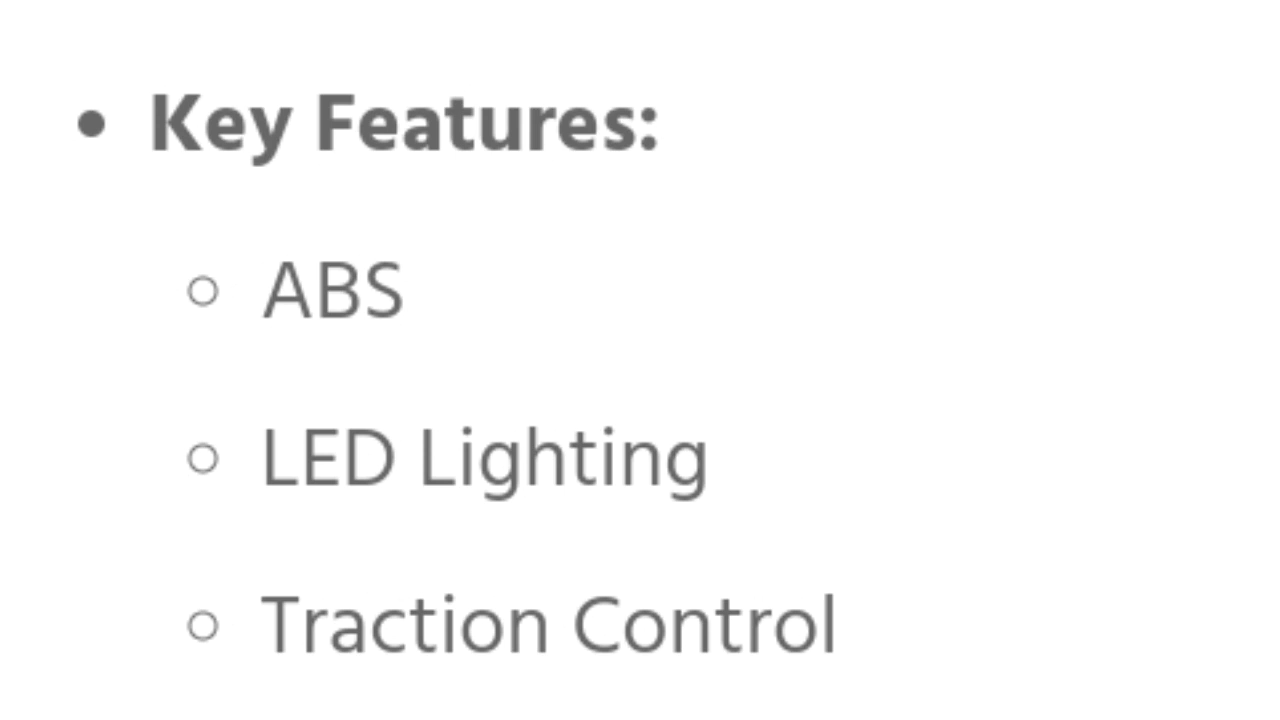 • Key Features:
○ ABS
○ LED Lighting
○ Traction Control